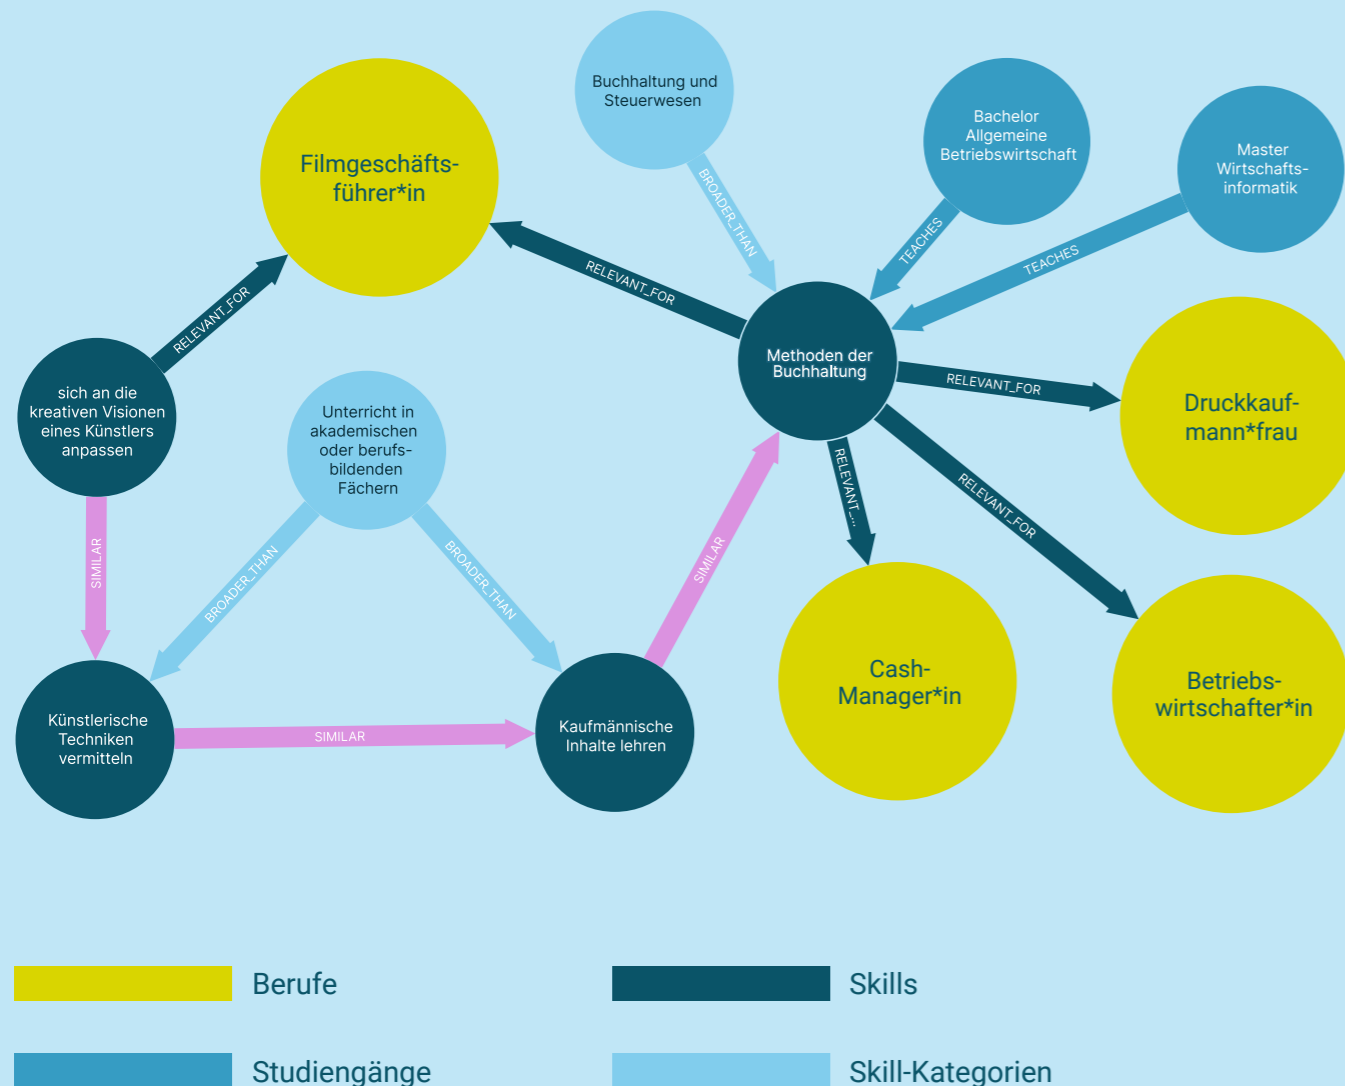 Buchhaltung und
Steuerwesen
Bachelor
Allgemeine
Betriebswirtschaft
Master
Wirtschafts-
informatik
Filmgeschäfts-
führer*in
BROADER_THAN
TEACHES
TEACHES
RELEVANT_FOR
RELEVANT_FOR
Methoden der
Buchhaltung
RELEVANT_FOR
Druckkauf-
mann*frau
sich an die
kreativen Visionen
eines Künstlers
anpassen
Unterricht in
akademischen
oder berufs-
bildenden
Fächern
RELEVANT_...
RELEVANT_FOR
SIMILAR
BROADER_THAN
BROADER_THAN
SIMILAR
Cash-
Manager*in
Betriebs-
wirtschafter*in
Künstlerische
Techniken
vermitteln
SIMILAR
Kaufmännische
Inhalte lehren
Berufe
Skills
Studiengänge
Skill-Kategorien